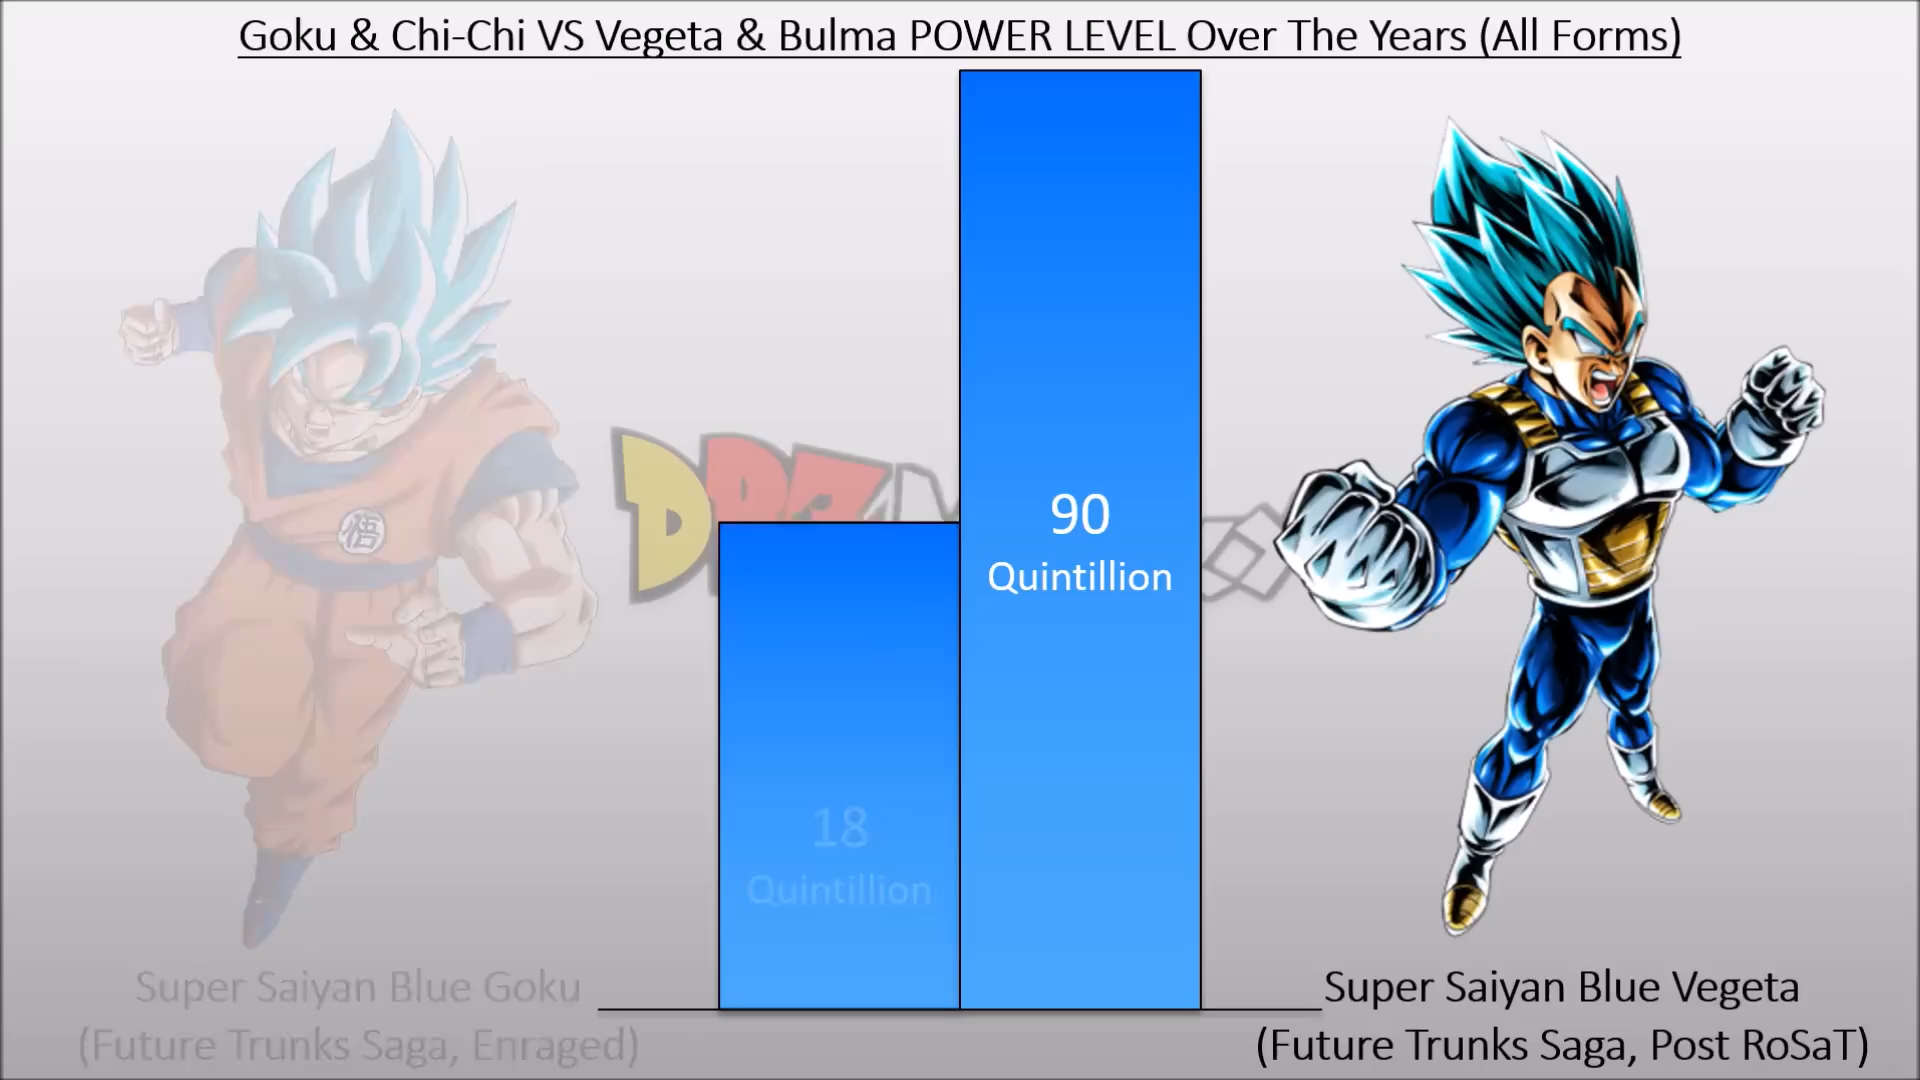 Goku & Chi-Chi VS Vegeta & Bulma POWER LEVEL Over The Years (All Forms)
悟
90
Quintillion
18
Quintillion
Super Saiyan Blue Goku
(Future Trunks Saga, Enraged)
Super Saiyan Blue Vegeta
(Future Trunks Saga, Post RoSaT)